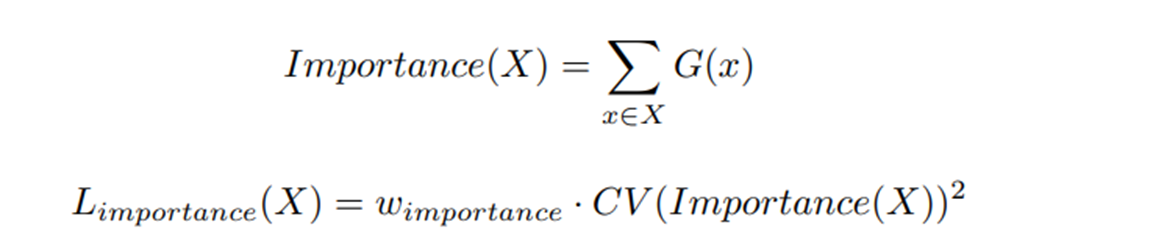 Importance(X) = ∑_{x∈X} G(x)
L_{importance}(X) = w_{importance} · CV(Importance(X))²